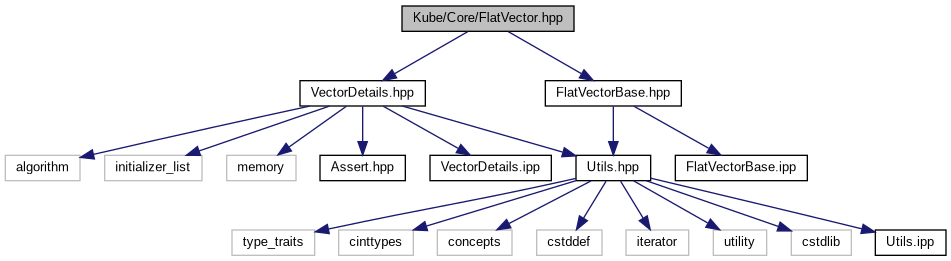 Kube/Core/FlatVector.hpp
VectorDetails.hpp
FlatVectorBase.hpp
algorithm
initializer_list
memory
Assert.hpp
VectorDetails.ipp
Utils.hpp
FlatVectorBase.ipp
type_traits
cinttypes
concepts
cstddef
iterator
utility
cstdlib
Utils.ipp